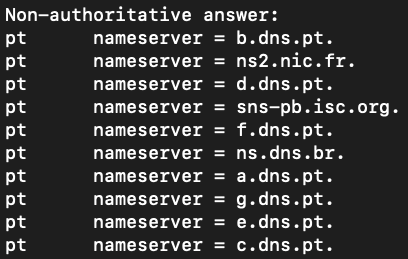 Non-authoritative answer:
pt nameserver = b.dns.pt.
pt nameserver = ns2.nic.fr.
pt nameserver = d.dns.pt.
pt nameserver = sns-pb.isc.org.
pt nameserver = f.dns.pt.
pt nameserver = ns.dns.br.
pt nameserver = a.dns.pt.
pt nameserver = g.dns.pt.
pt nameserver = e.dns.pt.
pt nameserver = c.dns.pt.